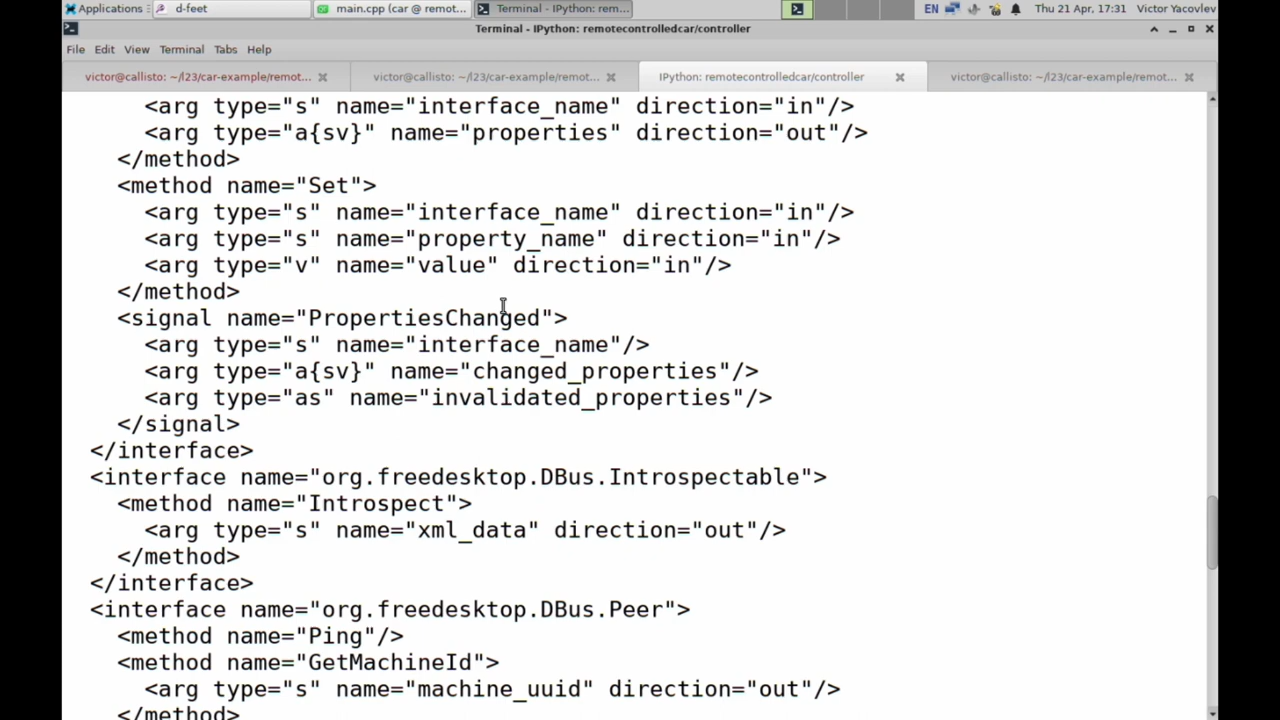 Applications
d-feet
main.cpp (car @ remot...
Terminal - IPython: rem...
EN
Thu 21 Apr, 17:31
Victor Yacovlev
Terminal - IPython: remotecontrolledcar/controller
File Edit View Terminal Tabs Help
victor@callisto: ~/l23/car-example/remot...
victor@callisto: ~/l23/car-example/remot...
IPython: remotecontrolledcar/controller
victor@callisto: ~/l23/car-example/remot...
<arg type="s" name="interface_name" direction="in"/>
<arg type="a{sv}" name="properties" direction="out"/>
</method>
<method name="Set">
<arg type="s" name="interface_name" direction="in"/>
<arg type="s" name="property_name" direction="in"/>
<arg type="v" name="value" direction="in"/>
</method>
<signal name="PropertiesChanged">
<arg type="s" name="interface_name"/>
<arg type="a{sv}" name="changed_properties"/>
<arg type="as" name="invalidated_properties"/>
</signal>
</interface>
<interface name="org.freedesktop.DBus.Introspectable">
<method name="Introspect">
<arg type="s" name="xml_data" direction="out"/>
</method>
</interface>
<interface name="org.freedesktop.DBus.Peer">
<method name="Ping"/>
<method name="GetMachineId">
<arg type="s" name="machine_uuid" direction="out"/>
</method>